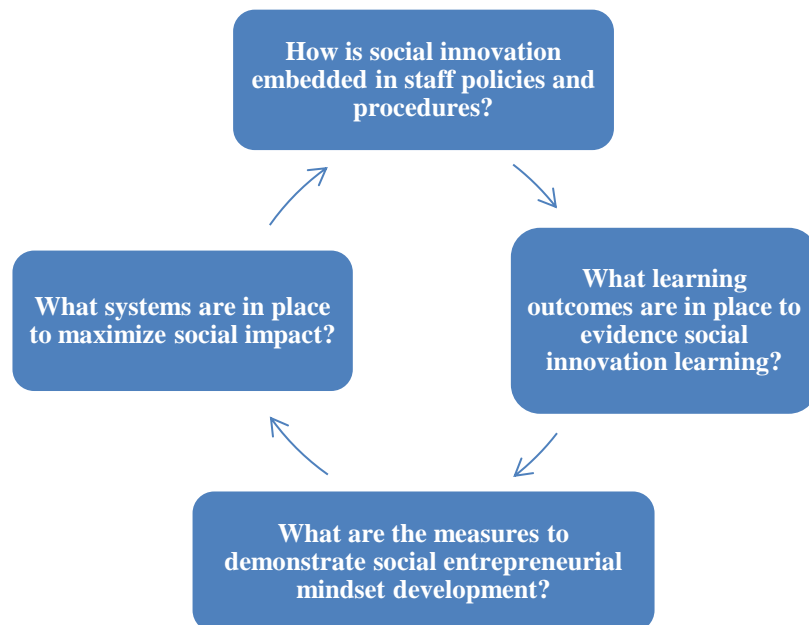 How is social innovation
embedded in staff policies and
procedures?
What learning
outcomes are in place to
evidence social
innovation learning?
What are the measures to
demonstrate social entrepreneurial
mindset development?
What systems are in place
to maximize social impact?